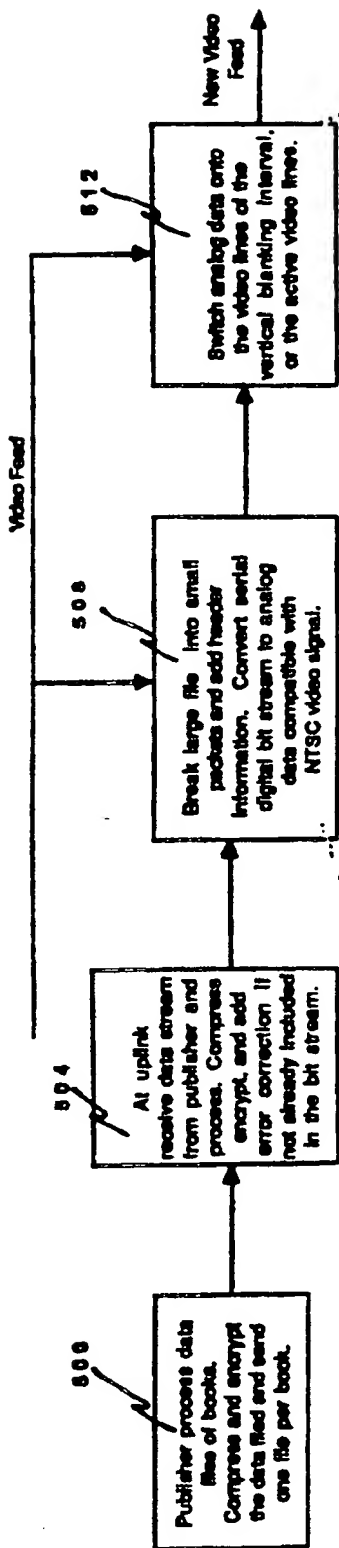 Video Feed
500
Publisher process data
files of books.
Compress and encrypt
the data filed and send
one file per book.
504
At uplink
receive data stream
from publisher and
process. Compress
encrypt, and add
error correction if
not already included
in the bit stream.
508
Break large file into small
packets and add header
information. Convert serial
digital bit stream to analog
data compatible with
NTSC video signal.
512
Switch analog data onto
the video lines of the
vertical blanking interval,
or the active video lines.
New Video
Feed